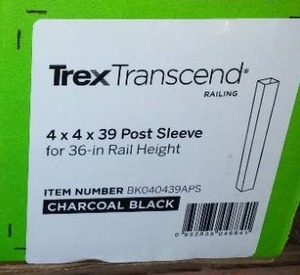 TrexTranscend®
RAILING
4 x 4 x 39 Post Sleeve
for 36-in Rail Height
ITEM NUMBER BK040439APS
CHARCOAL BLACK